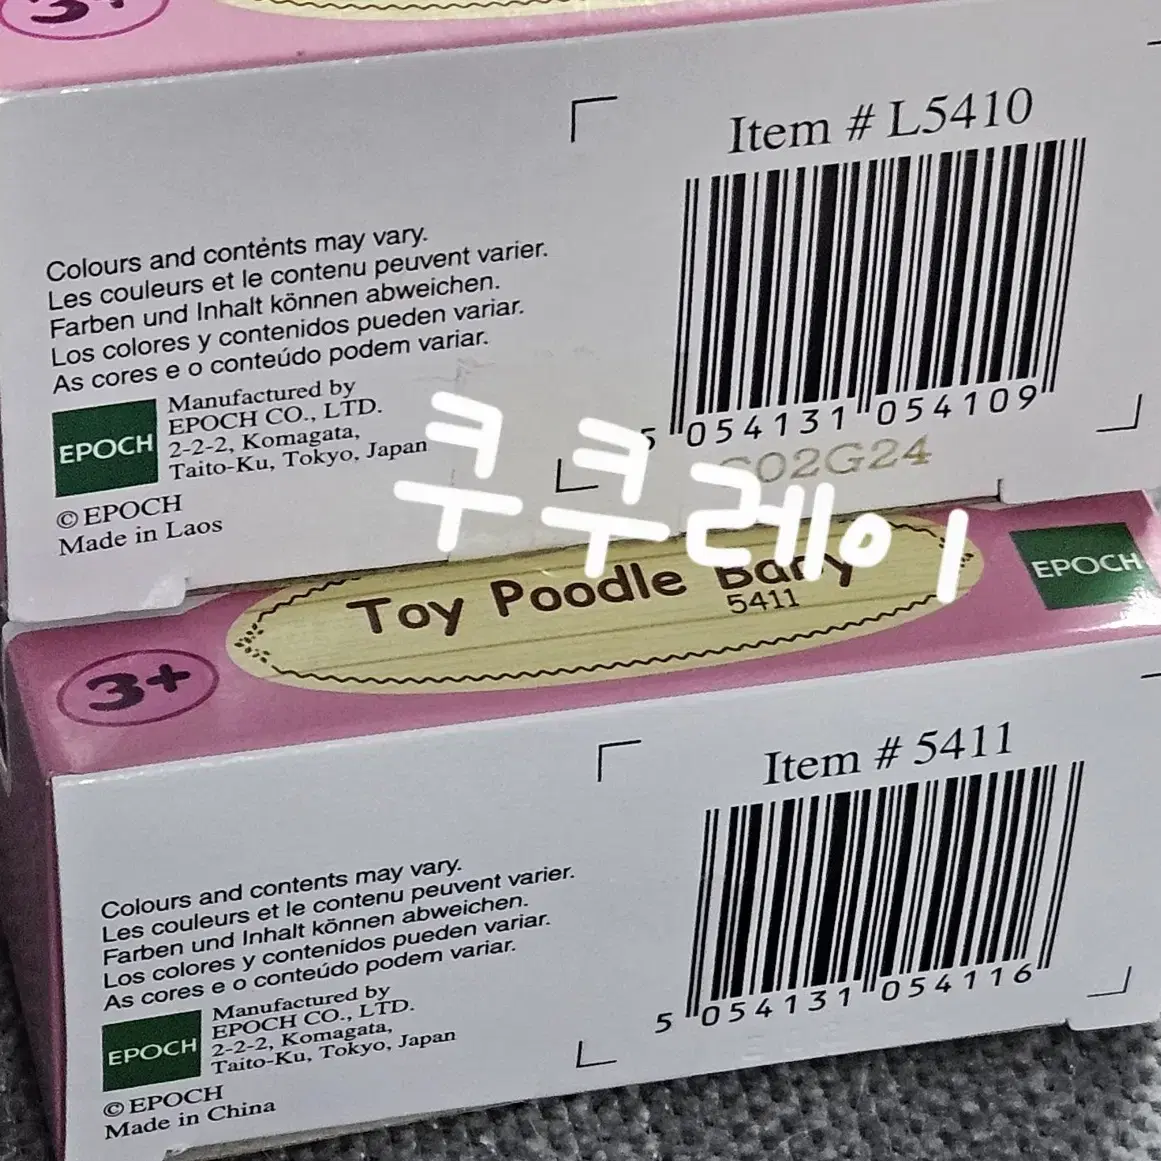 3+
Item # L5410
Colours and contents may vary.
Les couleurs et le contenu peuvent varier.
Farben und Inhalt können abweichen.
Los colores y contenidos pueden variar.
As cores e o conteúdo podem variar.
EPOCH
Manufactured by
EPOCH CO., LTD.
2-2-2, Komagata,
Taito-Ku, Tokyo, Japan
5 054131 054109
02G24
© EPOCH
Made in Laos
쿠쿠레이
Toy Poodle Baby
5411
EPOCH
3+
Item # 5411
Colours and contents may vary.
Les couleurs et le contenu peuvent varier.
Farben und Inhalt können abweichen.
Los colores y contenidos pueden variar.
As cores e o conteúdo podem variar.
EPOCH
Manufactured by
EPOCH CO., LTD.
2-2-2, Komagata,
Taito-Ku, Tokyo, Japan
5 054131 054116
© EPOCH
Made in China